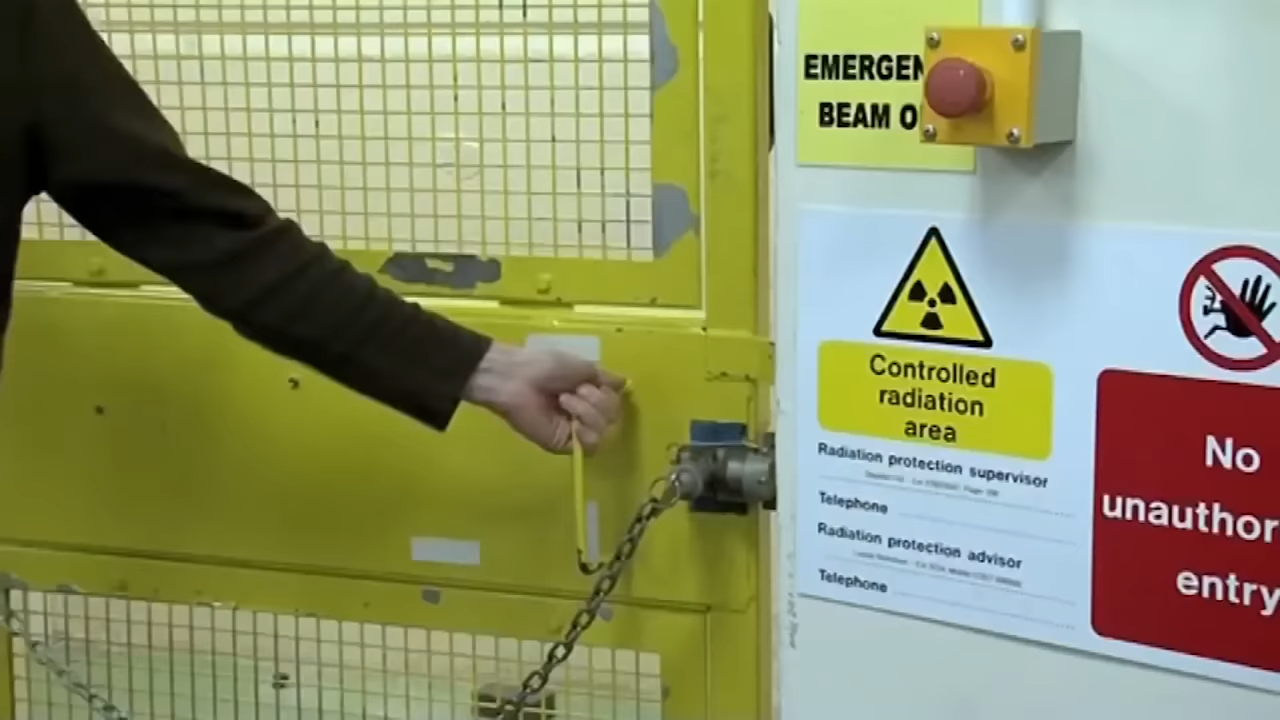 EMERGEN
BEAM O
Controlled
radiation
area
Radiation protection supervisor
Telephone
Radiation protection advisor
Telephone
No
unauthor
entry